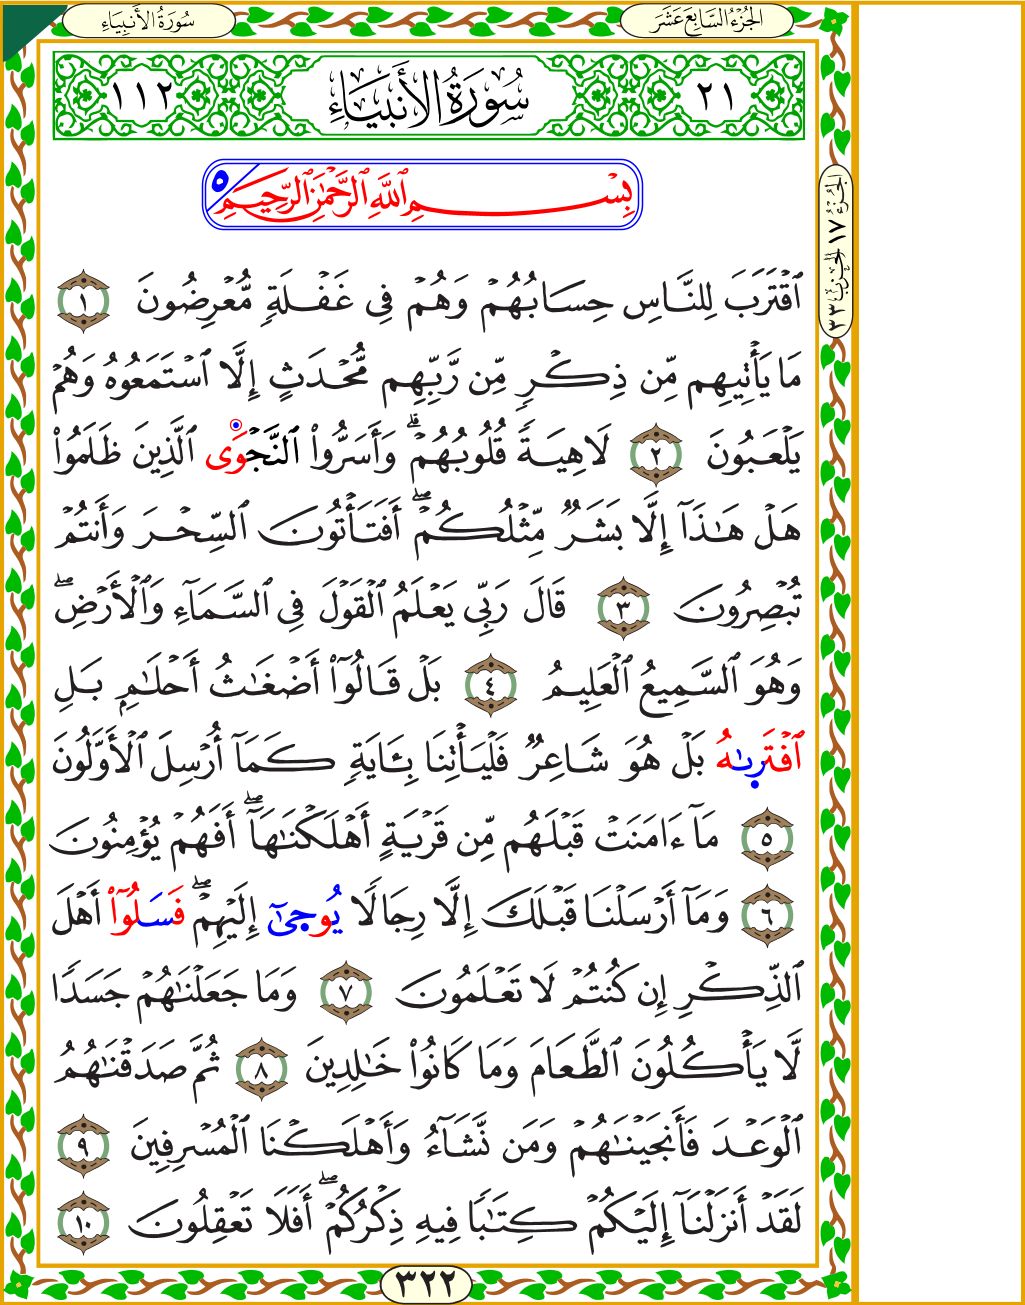 الجُزْءُ السَّابِعَ عَشَرَ
سُورَةُ الأَنبِيَاءِ
٢١
سُورَةُ الأَنبِيَاءِ
١١٢
بِسْمِ ٱللَّهِ ٱلرَّحْمَٰنِ ٱلرَّحِيمِ
٥
ٱقْتَرَبَ لِلنَّاسِ حِسَابُهُمْ وَهُمْ فِى غَفْلَةٍ مُّعْرِضُونَ ١
مَا يَأْتِيهِم مِّن ذِكْرٍ مِّن رَّبِّهِم مُّحْدَثٍ إِلَّا ٱسْتَمَعُوهُ وَهُمْ
يَلْعَبُونَ ٢ لَاهِيَةً قُلُوبُهُمْ ۗ وَأَسَرُّوا۟ ٱلنَّجْوَى ٱلَّذِينَ ظَلَمُوا۟
هَلْ هَٰذَآ إِلَّا بَشَرٌ مِّثْلُكُمْ ۖ أَفَتَأْتُونَ ٱلسِّحْرَ وَأَنتُمْ
تُبْصِرُونَ ٣ قَالَ رَبِّى يَعْلَمُ ٱلْقَوْلَ فِى ٱلسَّمَآءِ وَٱلْأَرْضِ ۖ
وَهُوَ ٱلسَّمِيعُ ٱلْعَلِيمُ ٤ بَلْ قَالُوٓا۟ أَضْغَٰثُ أَحْلَٰمٍ بَلِ
ٱفْتَرِىٰهُ بَلْ هُوَ شَاعِرٌ فَلْيَأْتِنَا بِـَٔايَةٍ كَمَآ أُرْسِلَ ٱلْأَوَّلُونَ
٥ مَآ ءَامَنَتْ قَبْلَهُم مِّن قَرْيَةٍ أَهْلَكْنَٰهَآ ۖ أَفَهُمْ يُؤْمِنُونَ
٦ وَمَآ أَرْسَلْنَا قَبْلَكَ إِلَّا رِجَالًا يُوحَىٰٓ إِلَيْهِمْ ۖ فَسَلُوٓا۟ أَهْلَ
ٱلذِّكْرِ إِن كُنتُمْ لَا تَعْلَمُونَ ٧ وَمَا جَعَلْنَٰهُمْ جَسَدًا
لَّا يَأْكُلُونَ ٱلطَّعَامَ وَمَا كَانُوا۟ خَٰلِدِينَ ٨ ثُمَّ صَدَقْنَٰهُمُ
ٱلْوَعْدَ فَأَنجَيْنَٰهُمْ وَمَن نَّشَآءُ وَأَهْلَكْنَا ٱلْمُسْرِفِينَ ٩
لَقَدْ أَنزَلْنَآ إِلَيْكُمْ كِتَٰبًا فِيهِ ذِكْرُكُمْ ۖ أَفَلَا تَعْقِلُونَ ١٠
الجُزْءُ ١٧ الحِزْبُ ٣٣
٣٢٢